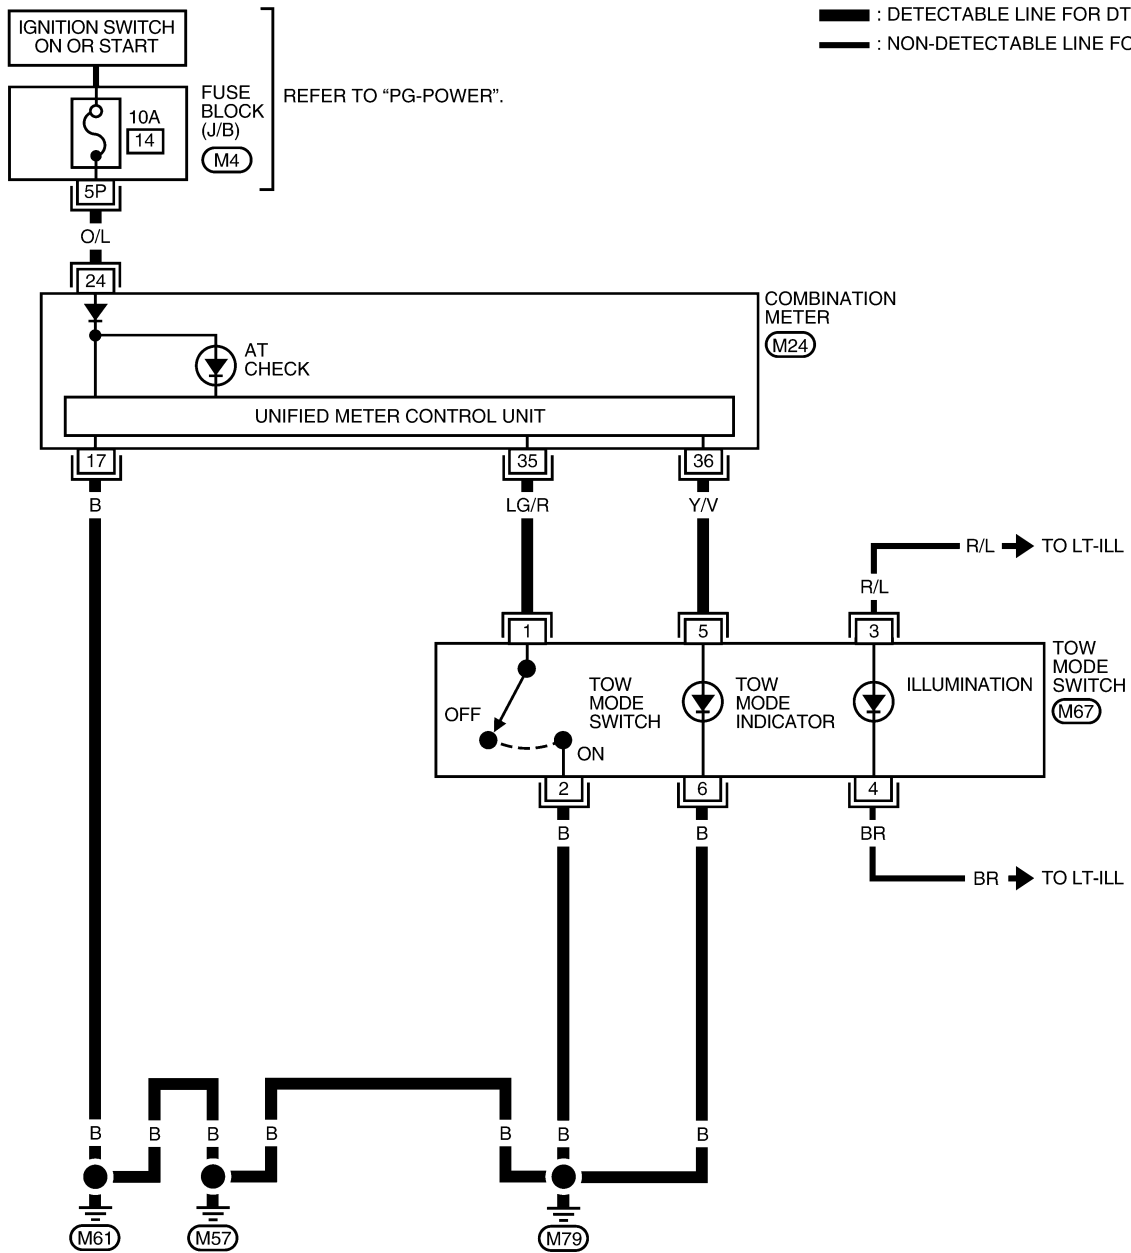 IGNITION SWITCH
ON OR START
: DETECTABLE LINE FOR DT
: NON-DETECTABLE LINE FO
FUSE
BLOCK
(J/B)
M4
REFER TO “PG-POWER”.
10A
14
5P
O/L
24
COMBINATION
METER
M24
AT
CHECK
UNIFIED METER CONTROL UNIT
17
35
36
B
LG/R
Y/V
R/L
TO LT-ILL
R/L
1
5
3
TOW
MODE
SWITCH
M67
OFF
TOW
MODE
SWITCH
TOW
MODE
INDICATOR
ILLUMINATION
ON
2
6
4
B
B
BR
BR
TO LT-ILL
B
B
B
B
B
B
B
M61
M57
M79